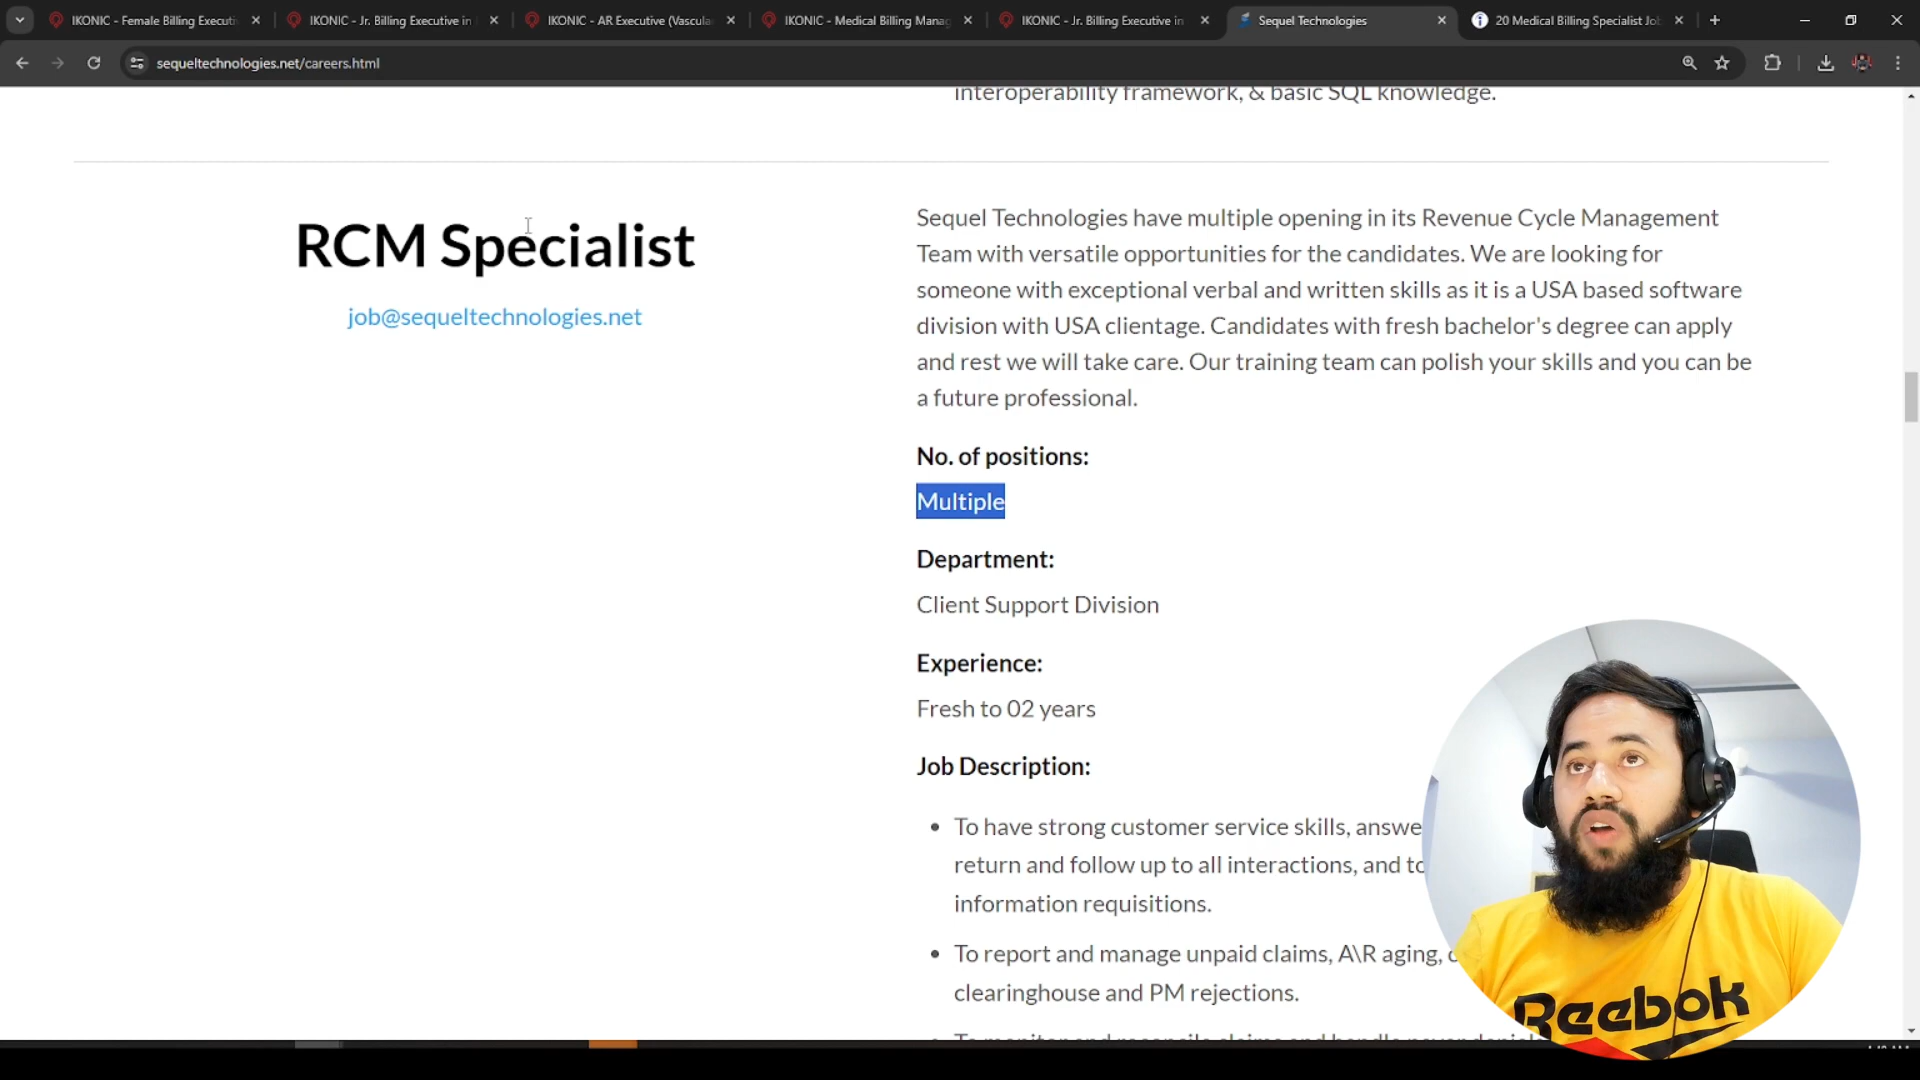 IKONIC - Female Billing Executi
IKONIC - Jr. Billing Executive in
IKONIC - AR Executive (Vascula
IKONIC - Medical Billing Manag
IKONIC - Jr. Billing Executive in
Sequel Technologies
20 Medical Billing Specialist Jo
sequeltechnologies.net/careers.html
interoperability framework, & basic SQL knowledge.
RCM Specialist
job@sequeltechnologies.net
Sequel Technologies have multiple opening in its Revenue Cycle Management
Team with versatile opportunities for the candidates. We are looking for
someone with exceptional verbal and written skills as it is a USA based software
division with USA clientage. Candidates with fresh bachelor's degree can apply
and rest we will take care. Our training team can polish your skills and you can be
a future professional.
No. of positions:
Multiple
Department:
Client Support Division
Experience:
Fresh to 02 years
Job Description:
To have strong customer service skills, answe
return and follow up to all interactions, and to
information requisitions.
To report and manage unpaid claims, A\R aging,
clearinghouse and PM rejections.
Reebok